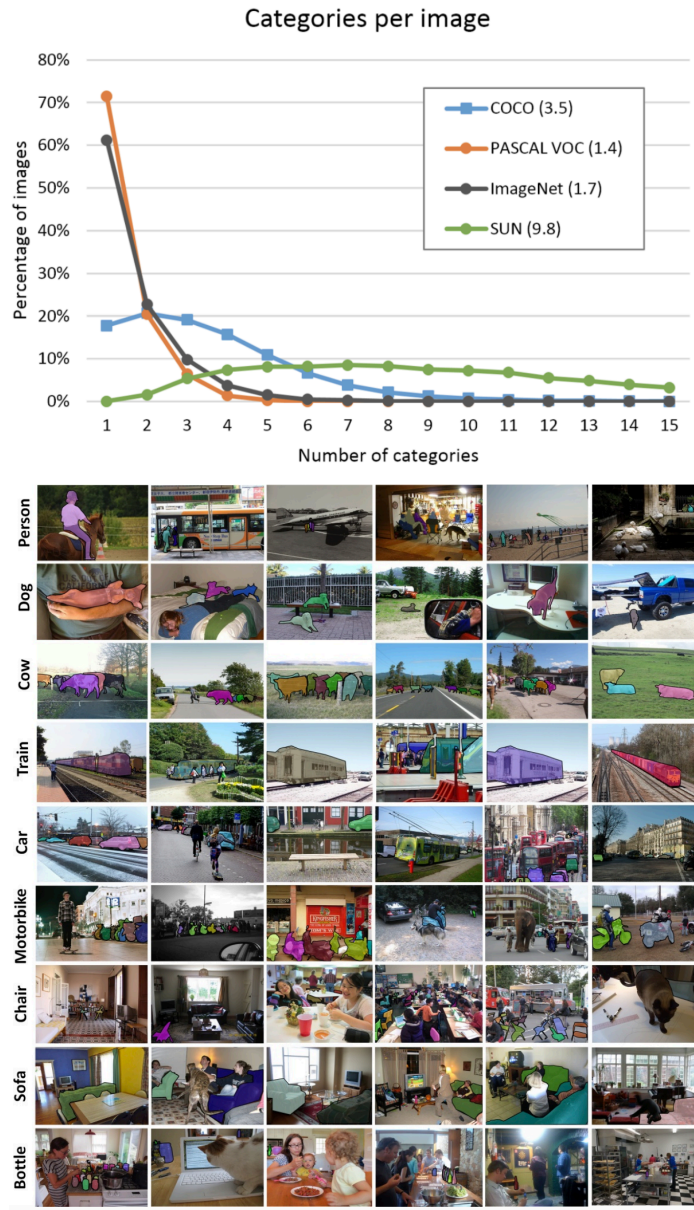 Categories per image
80%
70%
60%
50%
40%
30%
20%
10%
0%
Percentage of images
COCO (3.5)
PASCAL VOC (1.4)
ImageNet (1.7)
SUN (9.8)
1 2 3 4 5 6 7 8 9 10 11 12 13 14 15
Number of categories
Person
Dog
Cow
Train
Car
Motorbike
Chair
Sofa
Bottle